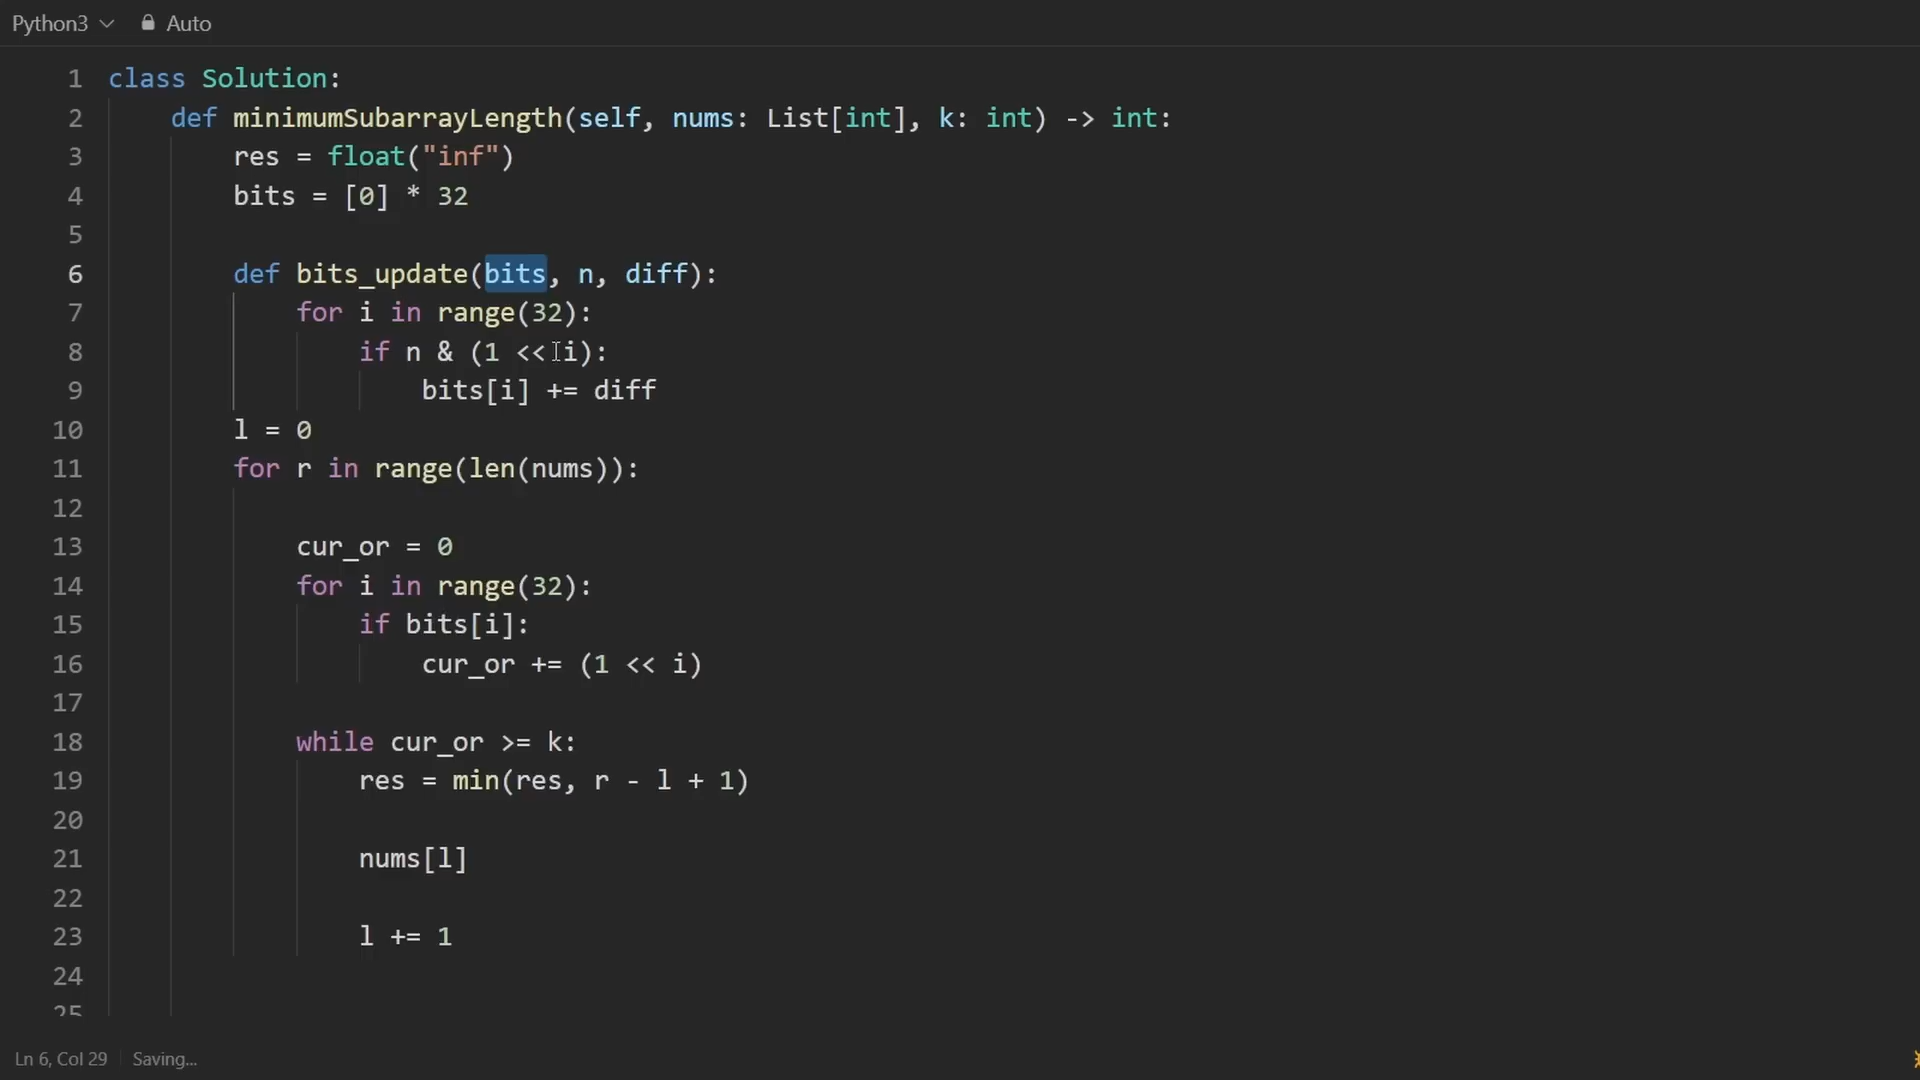 Python3 Auto
1 class Solution:
2 def minimumSubarrayLength(self, nums: List[int], k: int) -> int:
3 res = float("inf")
4 bits = [0] * 32
5
6 def bits_update(bits, n, diff):
7 for i in range(32):
8 if n & (1 << i):
9 bits[i] += diff
10 l = 0
11 for r in range(len(nums)):
12
13 cur_or = 0
14 for i in range(32):
15 if bits[i]:
16 cur_or += (1 << i)
17
18 while cur_or >= k:
19 res = min(res, r - l + 1)
20
21 nums[l]
22
23 l += 1
24
25
Ln 6, Col 29 Saving...